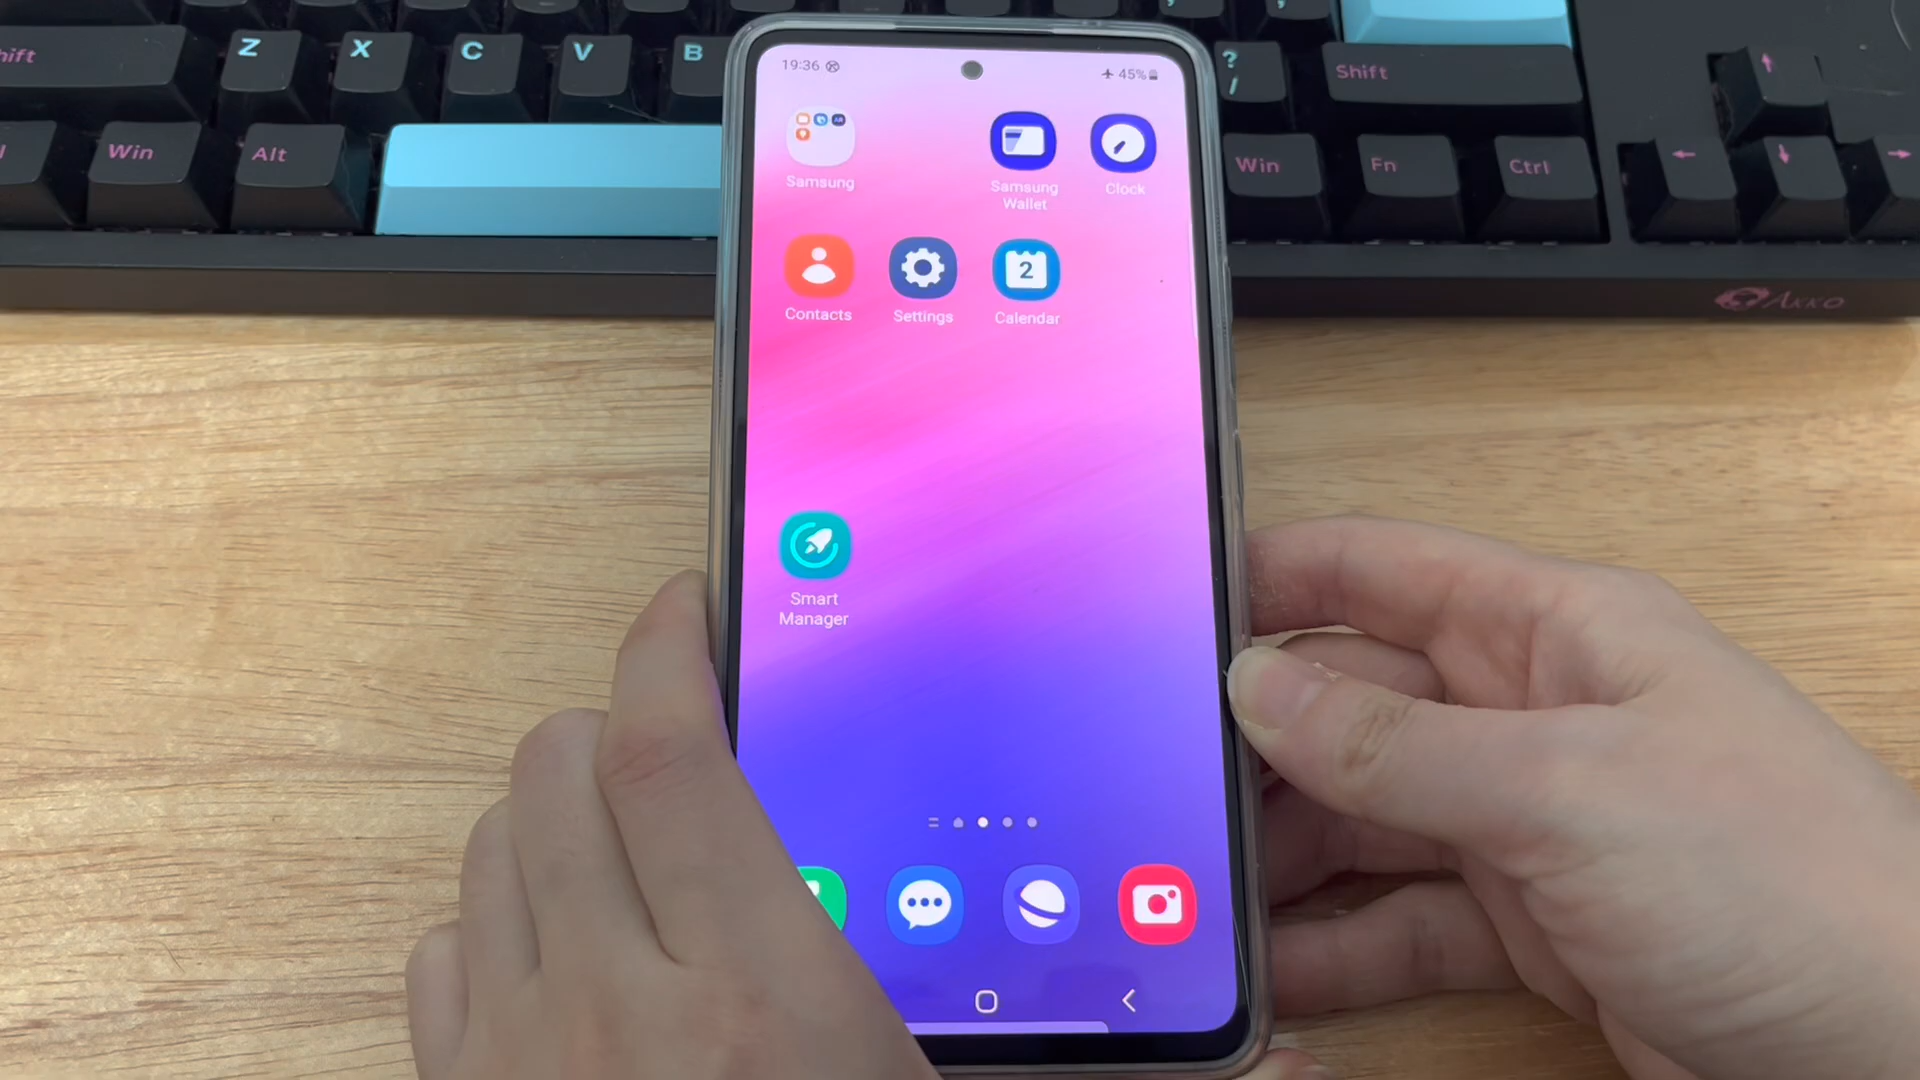 Z
X
C
V
B
?
/
Shift
Win
Alt
Win
Fn
Ctrl
AKKO
19:36
45%
Samsung
Samsung
Wallet
Clock
Contacts
Settings
2
Calendar
Smart
Manager